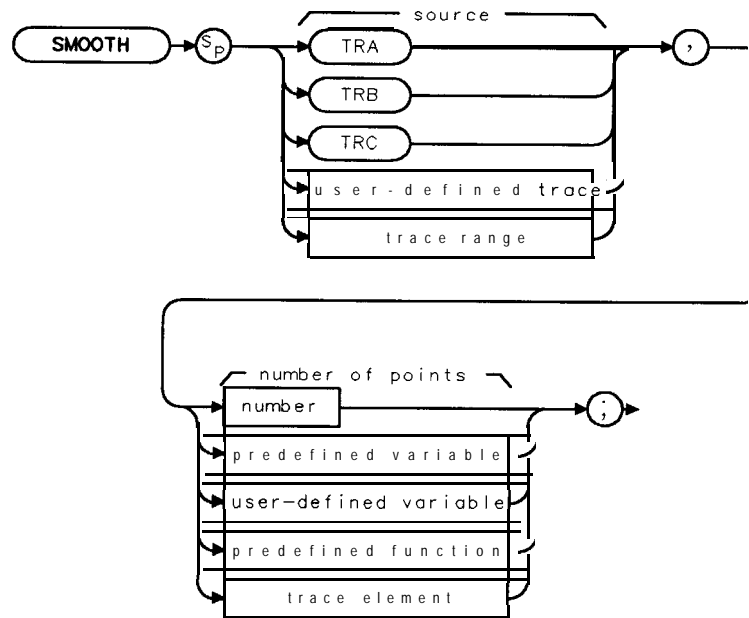 source
SMOOTH SP TRA ,
TRB
TRC
user-defined trace
trace range
number of points
number ;
predefined variable
user-defined variable
predefined function
trace element